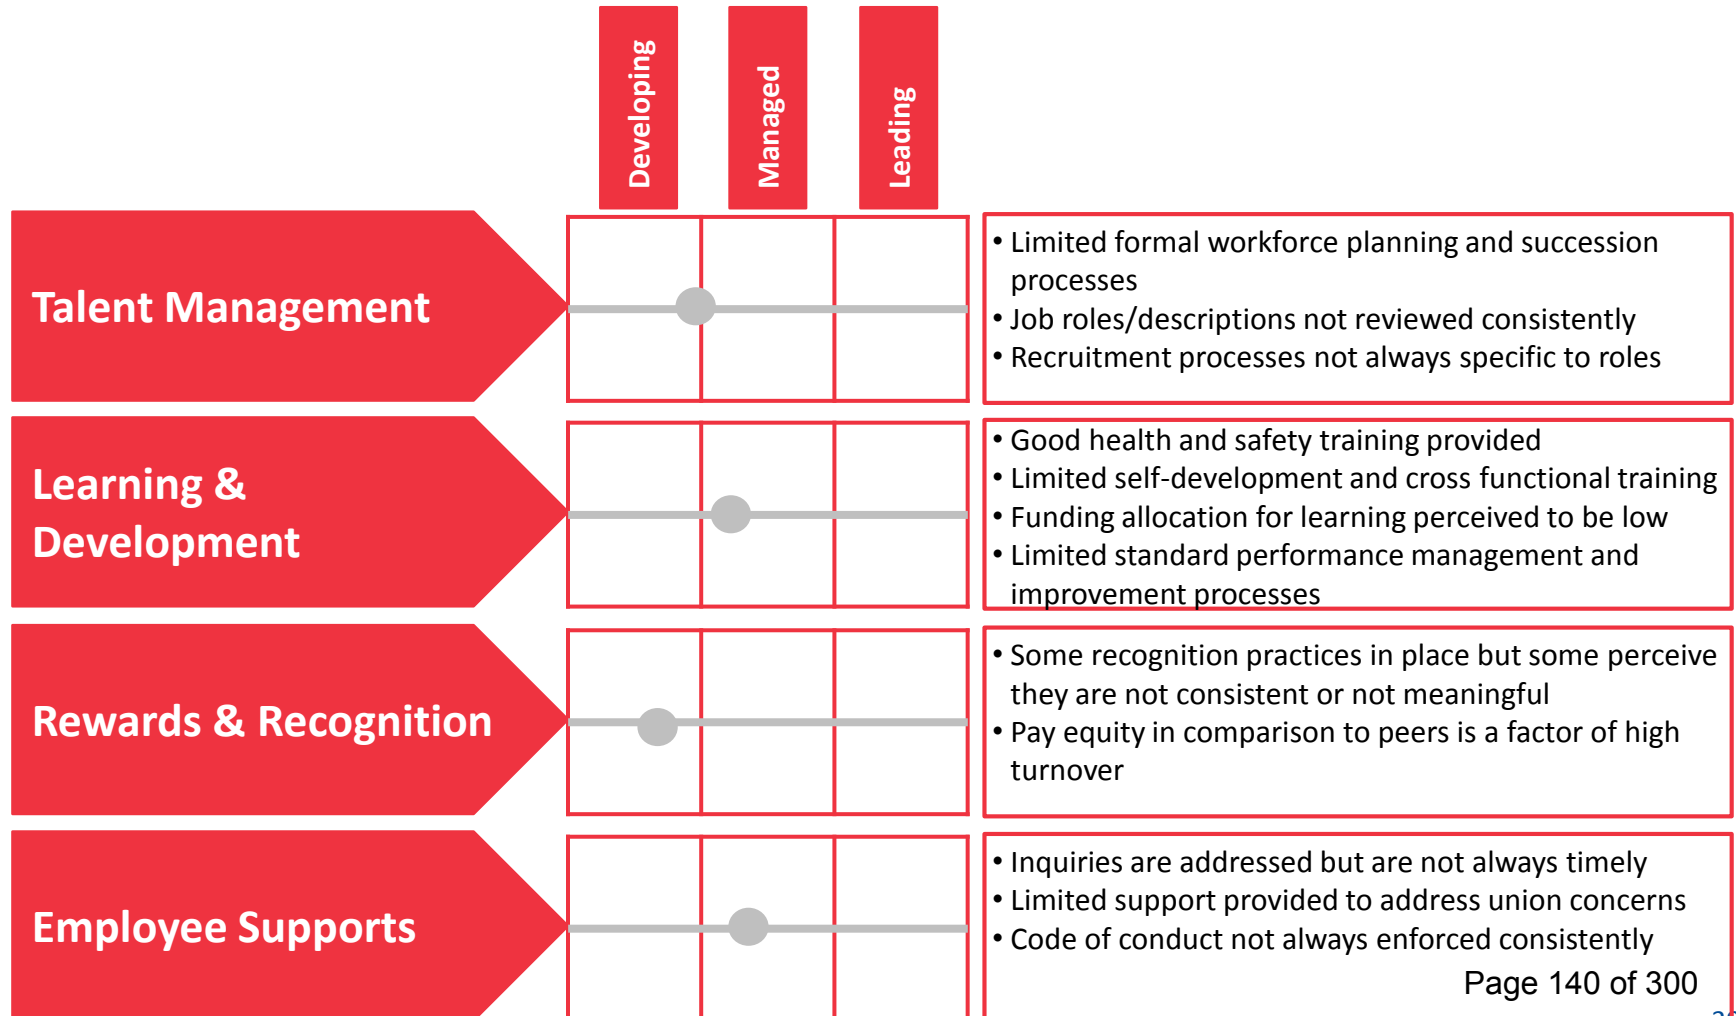 Developing
Managed
Leading
Talent Management
• Limited formal workforce planning and succession
processes
• Job roles/descriptions not reviewed consistently
• Recruitment processes not always specific to roles
Learning &
Development
• Good health and safety training provided
• Limited self-development and cross functional training
• Funding allocation for learning perceived to be low
• Limited standard performance management and
improvement processes
Rewards & Recognition
• Some recognition practices in place but some perceive
they are not consistent or not meaningful
• Pay equity in comparison to peers is a factor of high
turnover
Employee Supports
• Inquiries are addressed but are not always timely
• Limited support provided to address union concerns
• Code of conduct not always enforced consistently
Page 140 of 300